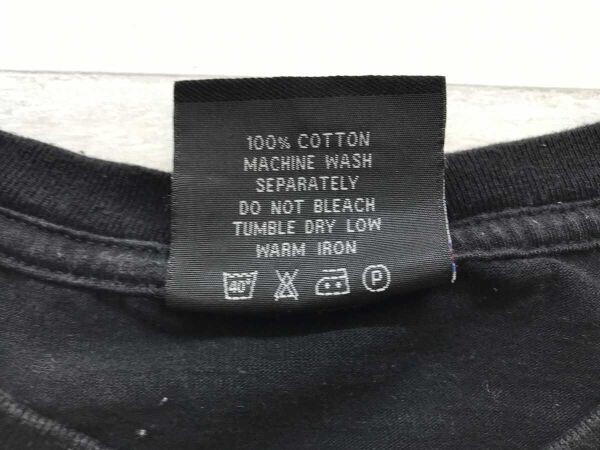 100% COTTON
MACHINE WASH
SEPARATELY
DO NOT BLEACH
TUMBLE DRY LOW
WARM IRON
40° P